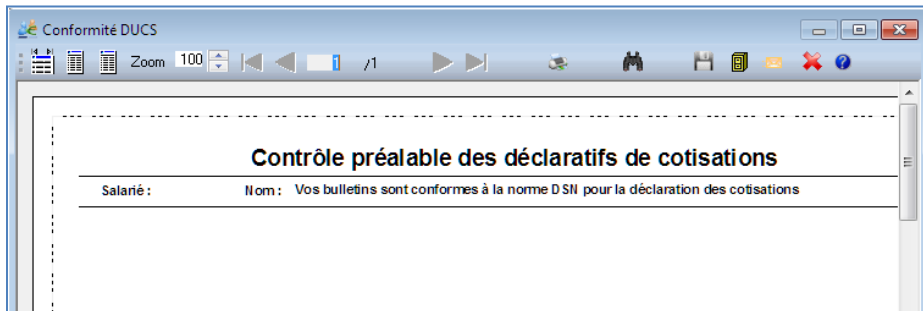 Conformité DUCS
Zoom 100 1 /1
Contrôle préalable des déclaratifs de cotisations
Salarié : Nom : Vos bulletins sont conformes à la norme DSN pour la déclaration des cotisations